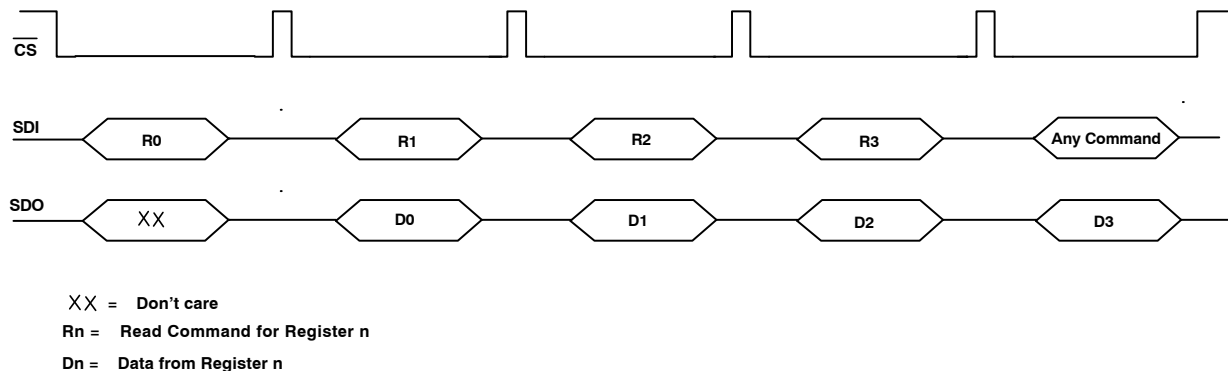 CS
SDI
R0 R1 R2 R3 Any Command
SDO
XX D0 D1 D2 D3
XX = Don't care
Rn = Read Command for Register n
Dn = Data from Register n